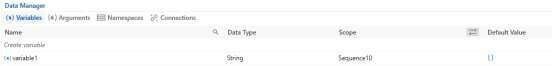 Data Manager
(x) Variables (x) Arguments Namespaces Connections
Name Data Type Scope Default Value
Create variable
(x) variable1 String Sequence10 {}